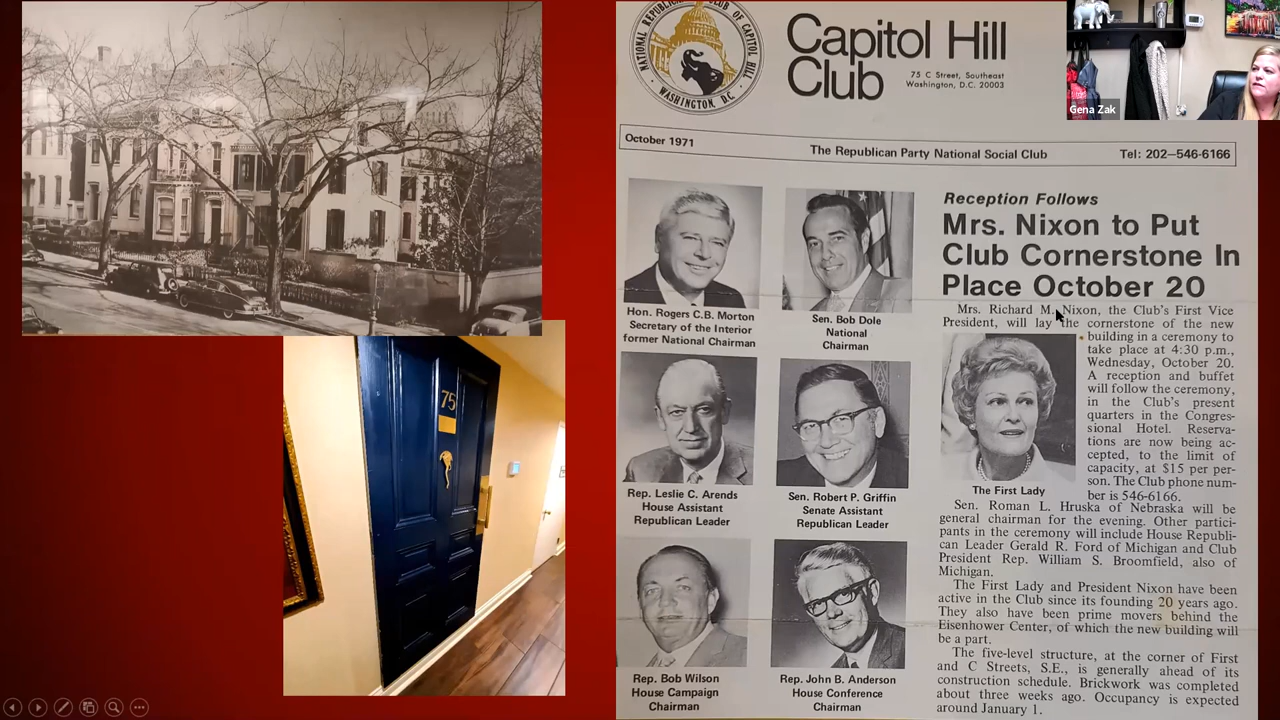 75
NATIONAL REPUBLICAN CLUB OF CAPITOL HILL
WASHINGTON, D.C.
Capitol Hill
Club
75 C Street, Southeast
Washington, D.C. 20003
Gena Zak
October 1971
The Republican Party National Social Club
Tel: 202—546-6166
Hon. Rogers C.B. Morton
Secretary of the Interior
former National Chairman
Sen. Bob Dole
National
Chairman
Rep. Leslie C. Arends
House Assistant
Republican Leader
Sen. Robert P. Griffin
Senate Assistant
Republican Leader
Rep. Bob Wilson
House Campaign
Chairman
Rep. John B. Anderson
House Conference
Chairman
Reception Follows
Mrs. Nixon to Put
Club Cornerstone In
Place October 20
Mrs. Richard M. Nixon, the Club's First Vice
President, will lay the cornerstone of the new
building in a ceremony to
take place at 4:30 p.m.,
Wednesday, October 20.
A reception and buffet
will follow the ceremony,
in the Club's present
quarters in the Congres-
sional Hotel. Reserva-
tions are now being ac-
cepted, to the limit of
capacity, at $15 per per-
son. The Club phone num-
ber is 546-6166.
The First Lady
Sen. Roman L. Hruska of Nebraska will be
general chairman for the evening. Other partici-
pants in the ceremony will include House Republi-
can Leader Gerald R. Ford of Michigan and Club
President Rep. William S. Broomfield, also of
Michigan.
The First Lady and President Nixon have been
active in the Club since its founding 20 years ago.
They also have been prime movers behind the
Eisenhower Center, of which the new building will
be a part.
The five-level structure, at the corner of First
and C Streets, S.E., is generally ahead of its
construction schedule. Brickwork was completed
about three weeks ago. Occupancy is expected
around January 1.